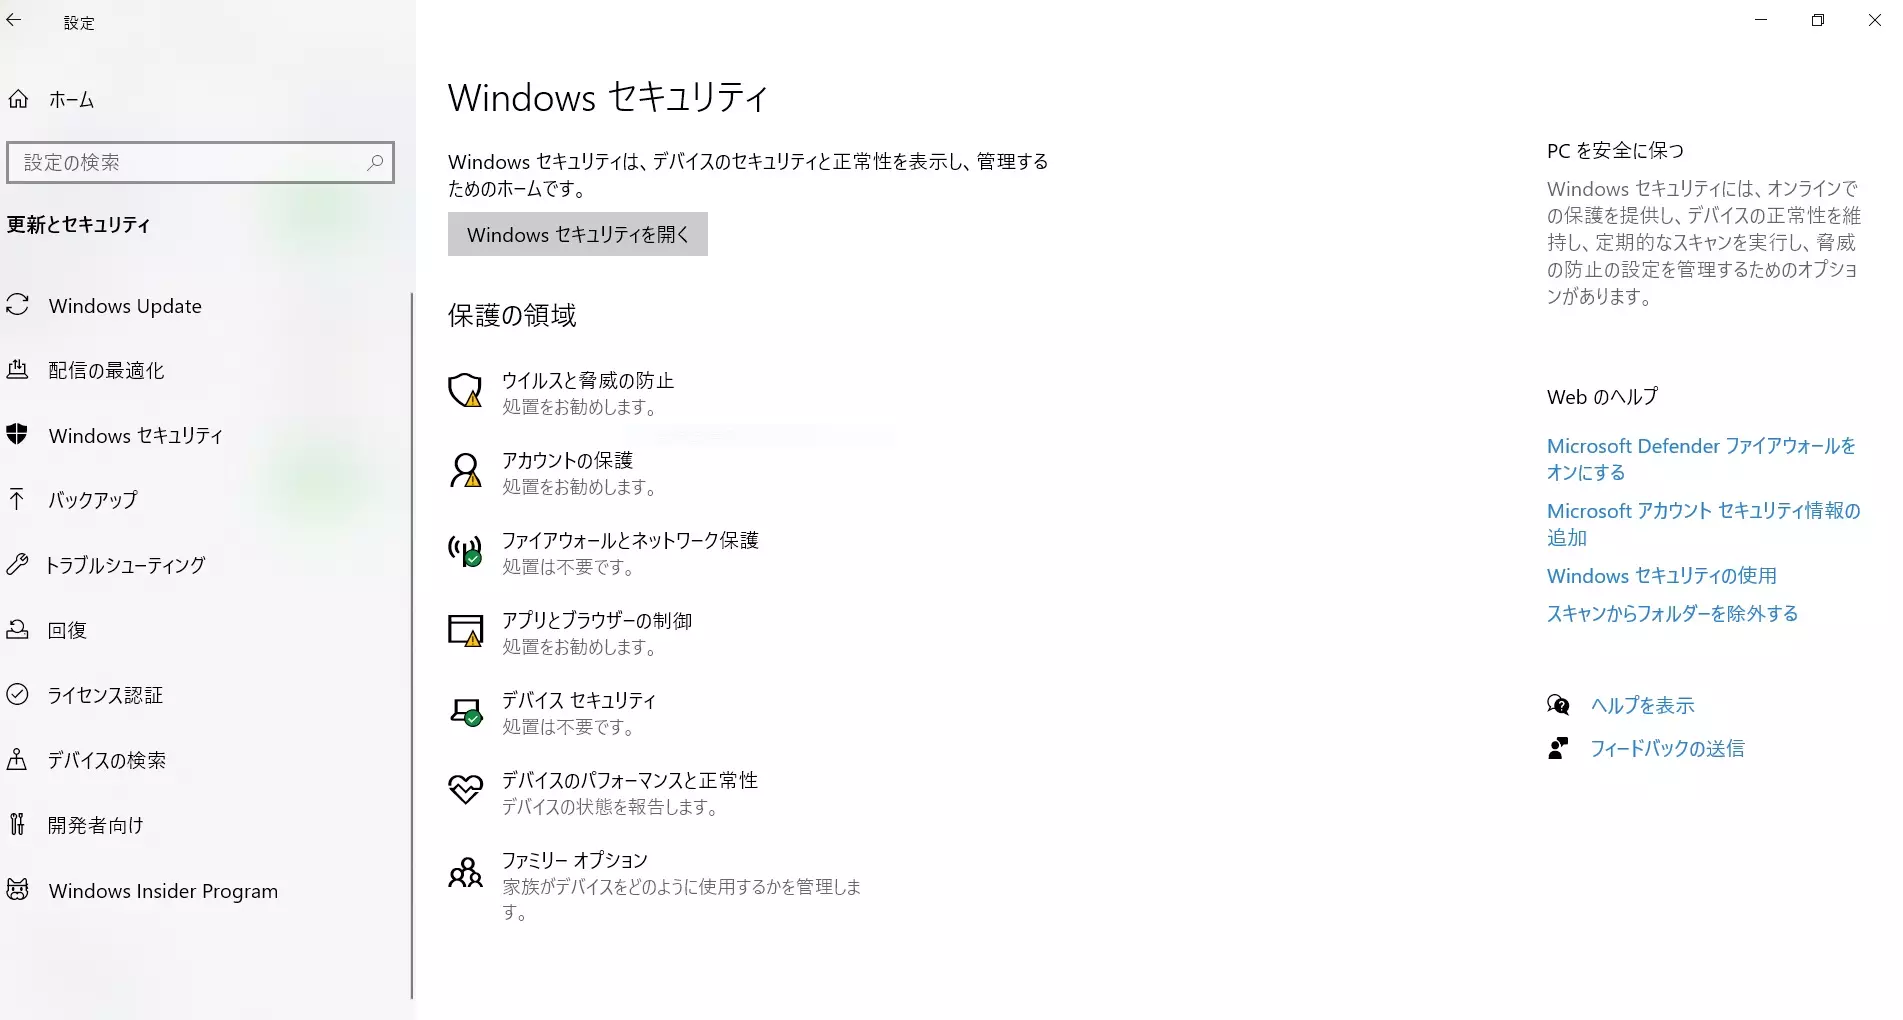 設定
ホーム
設定の検索
更新とセキュリティ
Windows Update
配信の最適化
Windows セキュリティ
バックアップ
トラブルシューティング
回復
ライセンス認証
デバイスの検索
開発者向け
Windows Insider Program
Windows セキュリティ
Windows セキュリティは、デバイスのセキュリティと正常性を表示し、管理する
ためのホームです。
Windows セキュリティを開く
保護の領域
ウイルスと脅威の防止
処置をお勧めします。
アカウントの保護
処置をお勧めします。
ファイアウォールとネットワーク保護
処置は不要です。
アプリとブラウザーの制御
処置をお勧めします。
デバイス セキュリティ
処置は不要です。
デバイスのパフォーマンスと正常性
デバイスの状態を報告します。
ファミリー オプション
家族がデバイスをどのように使用するかを管理しま
す。
PC を安全に保つ
Windows セキュリティには、オンラインで
の保護を提供し、デバイスの正常性を維
持し、定期的なスキャンを実行し、脅威
の防止の設定を管理するためのオプショ
ンがあります。
Web のヘルプ
Microsoft Defender ファイアウォールを
オンにする
Microsoft アカウント セキュリティ情報の
追加
Windows セキュリティの使用
スキャンからフォルダーを除外する
ヘルプを表示
フィードバックの送信